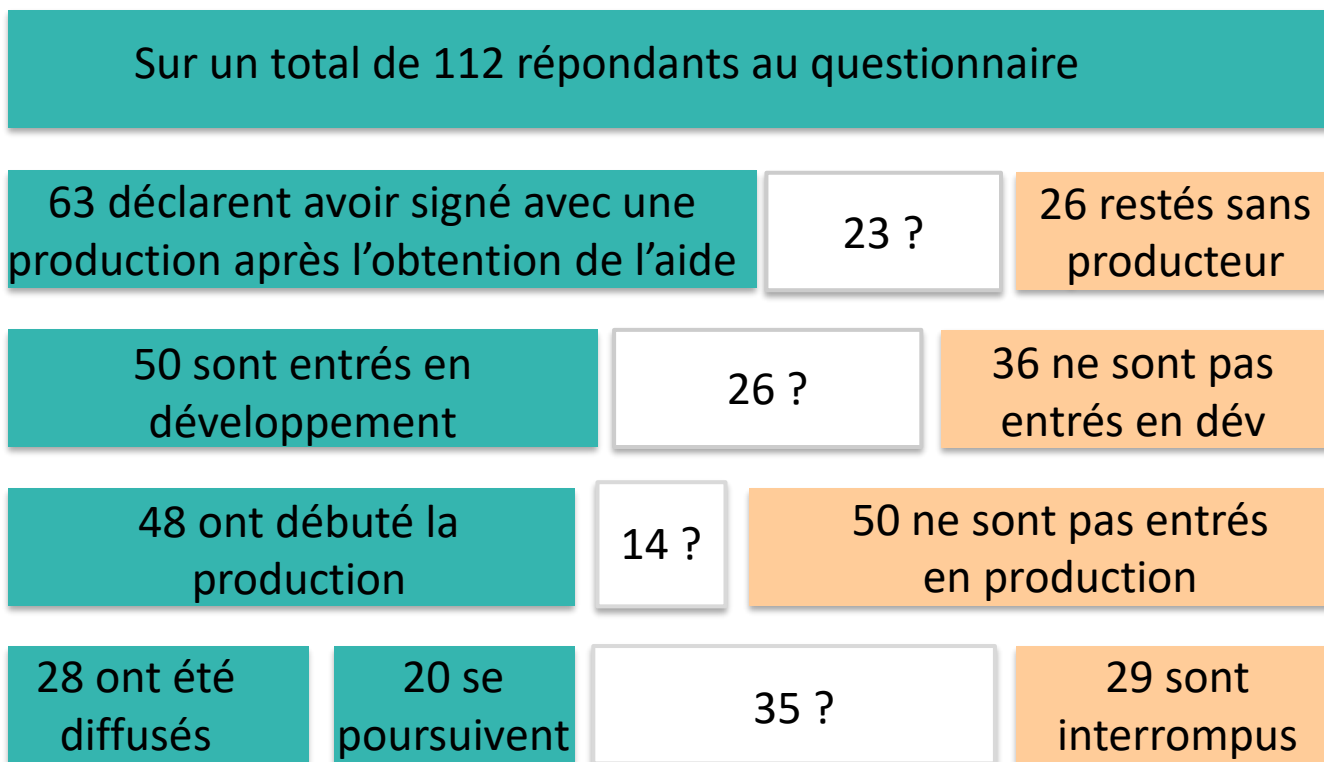 Sur un total de 112 répondants au questionnaire
63 déclarent avoir signé avec une
production après l’obtention de l’aide
23 ?
26 restés sans
producteur
50 sont entrés en
développement
26 ?
36 ne sont pas
entrés en dév
48 ont débuté la
production
14 ?
50 ne sont pas entrés
en production
28 ont été
diffusés
20 se
poursuivent
35 ?
29 sont
interrompus